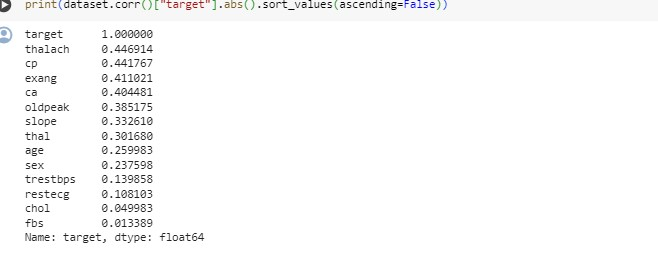 print(dataset.corr()["target"].abs().sort_values(ascending=False))
target 1.000000
thalach 0.446914
cp 0.441767
exang 0.411021
ca 0.404481
oldpeak 0.385175
slope 0.332610
thal 0.301680
age 0.259983
sex 0.237598
trestbps 0.139858
restecg 0.108103
chol 0.049983
fbs 0.013389
Name: target, dtype: float64